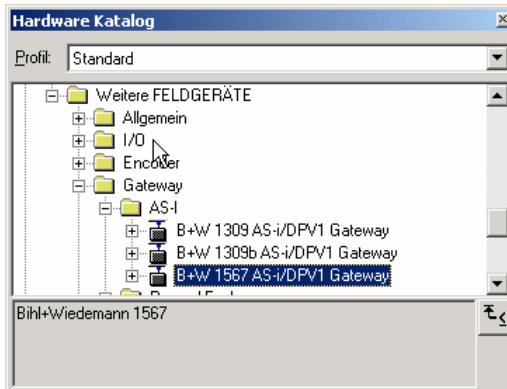 Hardware Katalog
Profil: Standard
Weitere FELDGERÄTE
Allgemein
I/O
Encoder
Gateway
AS-I
B+W 1309 AS-i/DPV1 Gateway
B+W 1309b AS-i/DPV1 Gateway
B+W 1567 AS-i/DPV1 Gateway
Bihl+Wiedemann 1567